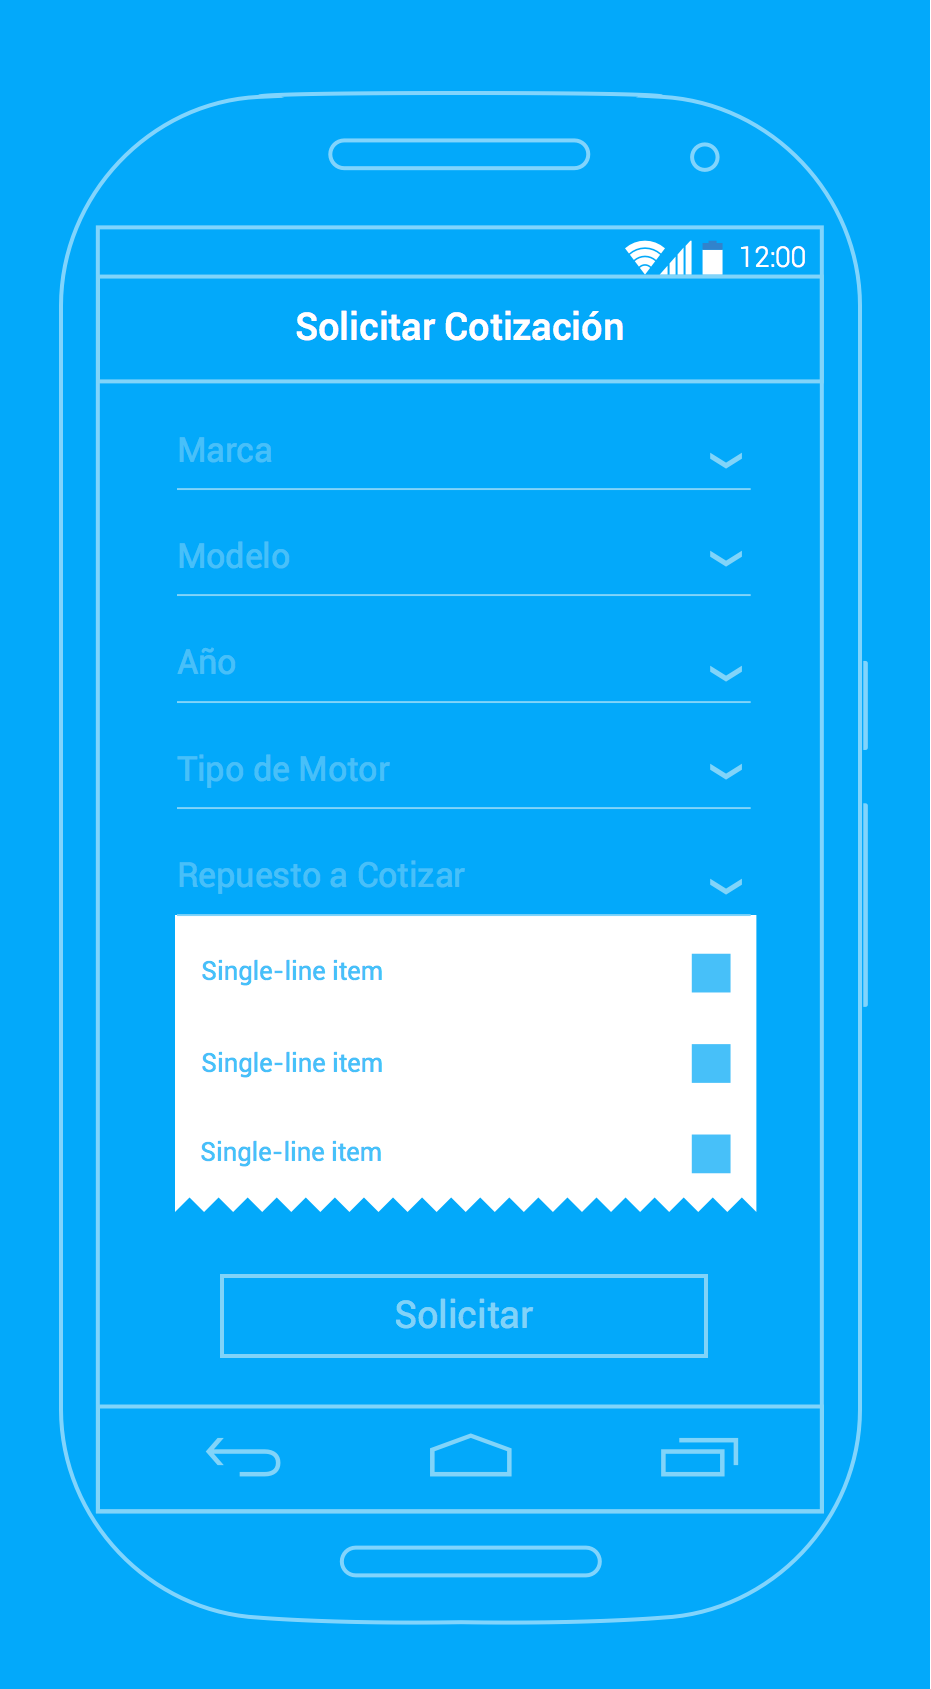 12:00
Solicitar Cotización
Marca
Modelo
Año
Tipo de Motor
Repuesto a Cotizar
Single-line item
Single-line item
Single-line item
Solicitar